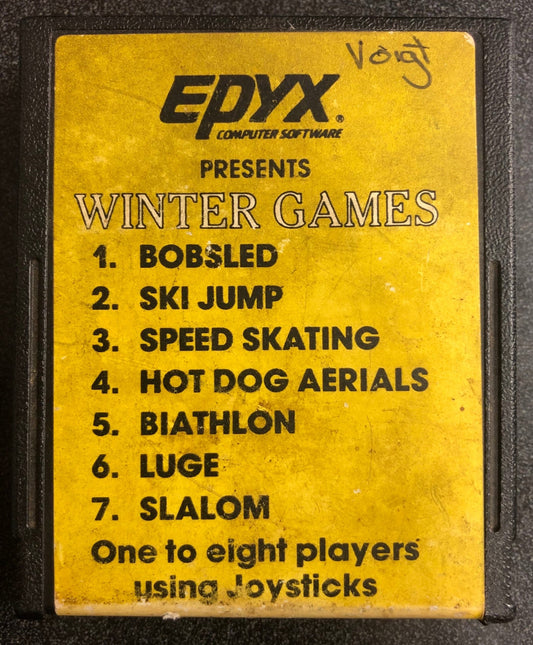 Voigt
EPYX®
COMPUTER SOFTWARE
PRESENTS
WINTER GAMES
1. BOBSLED
2. SKI JUMP
3. SPEED SKATING
4. HOT DOG AERIALS
5. BIATHLON
6. LUGE
7. SLALOM
One to eight players
using Joysticks